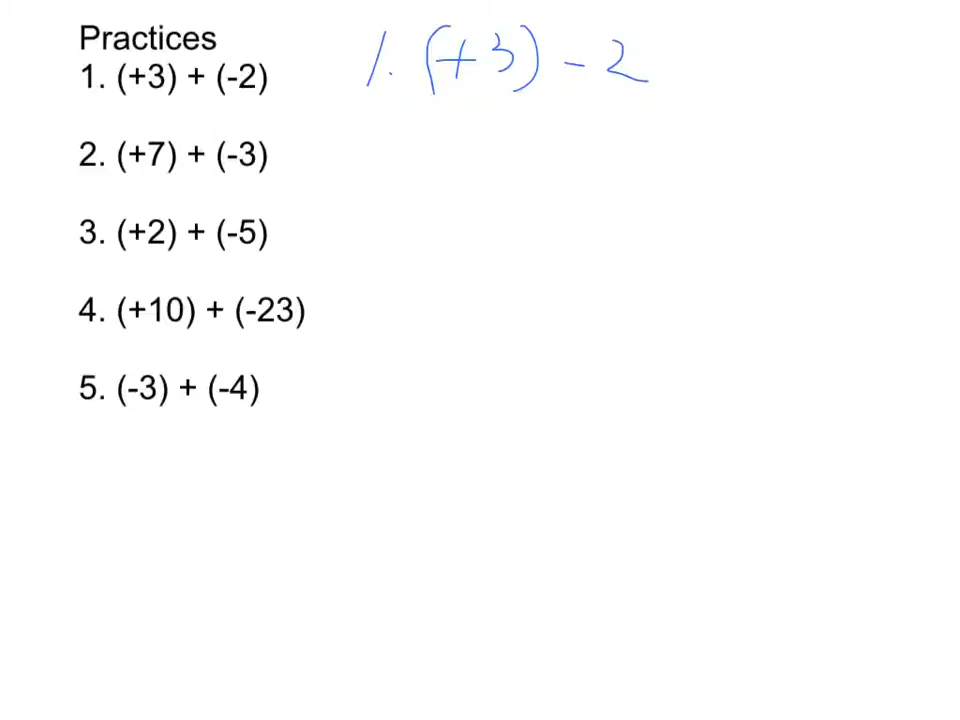 Practices
1. (+3) + (-2)
1. (+3) - 2
2. (+7) + (-3)
3. (+2) + (-5)
4. (+10) + (-23)
5. (-3) + (-4)